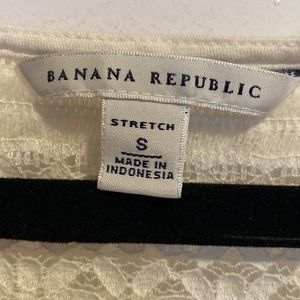 BANANA REPUBLIC
STRETCH
S
MADE IN
INDONESIA